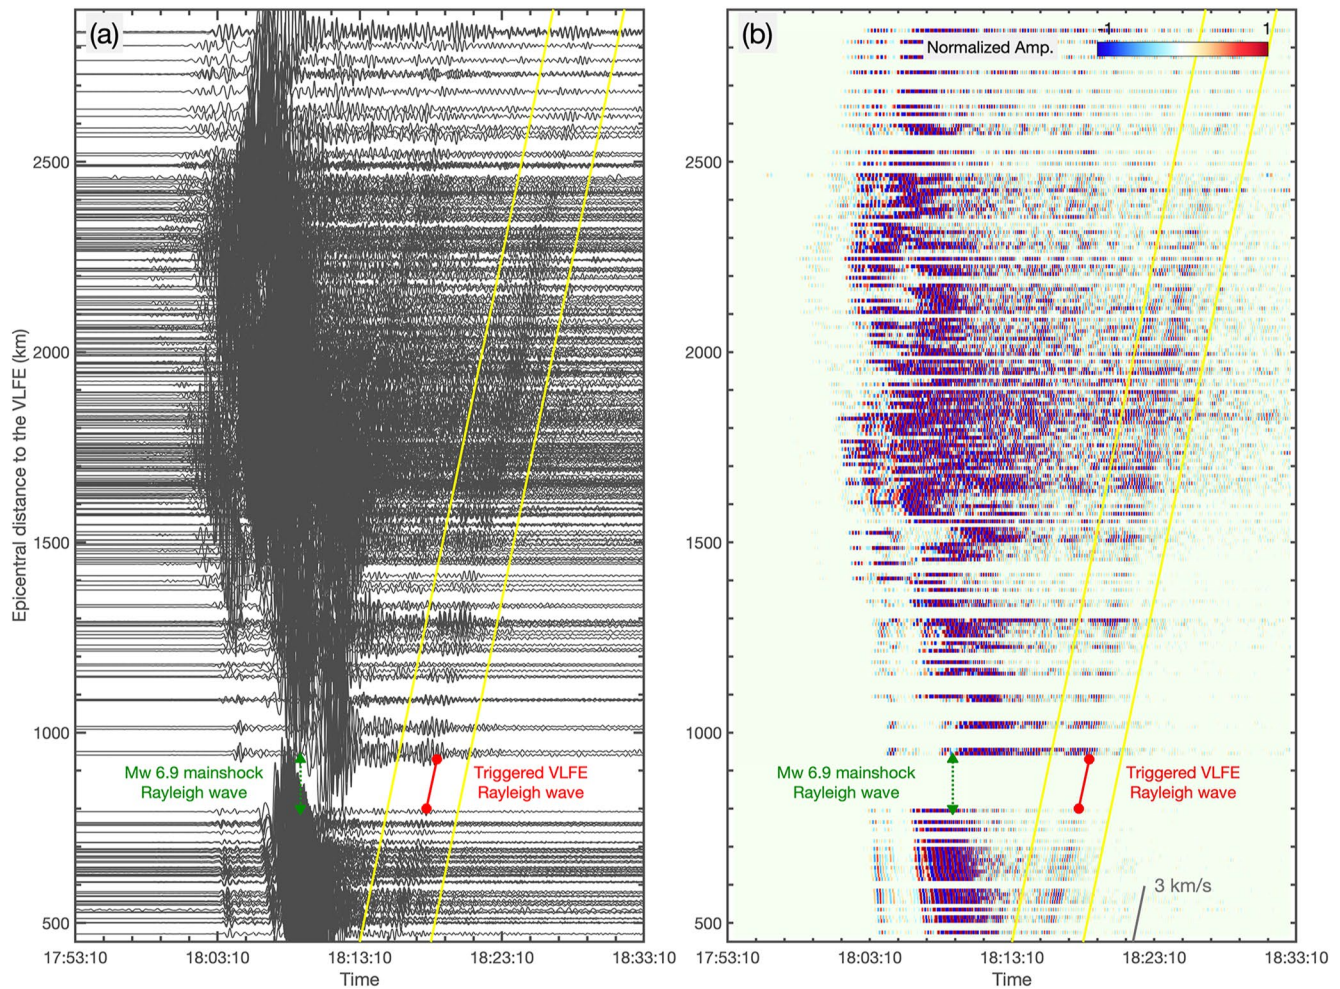 (a)
(b)
-1
1
Normalized Amp.
2500
2000
1500
1000
500
Epicentral distance to the VLFE (km)
Mw 6.9 mainshock
Rayleigh wave
Triggered VLFE
Rayleigh wave
17:53:10
18:03:10
18:13:10
18:23:10
18:33:10
Time
2500
2000
1500
1000
500
Mw 6.9 mainshock
Rayleigh wave
Triggered VLFE
Rayleigh wave
3 km/s
17:53:10
18:03:10
18:13:10
18:23:10
18:33:10
Time